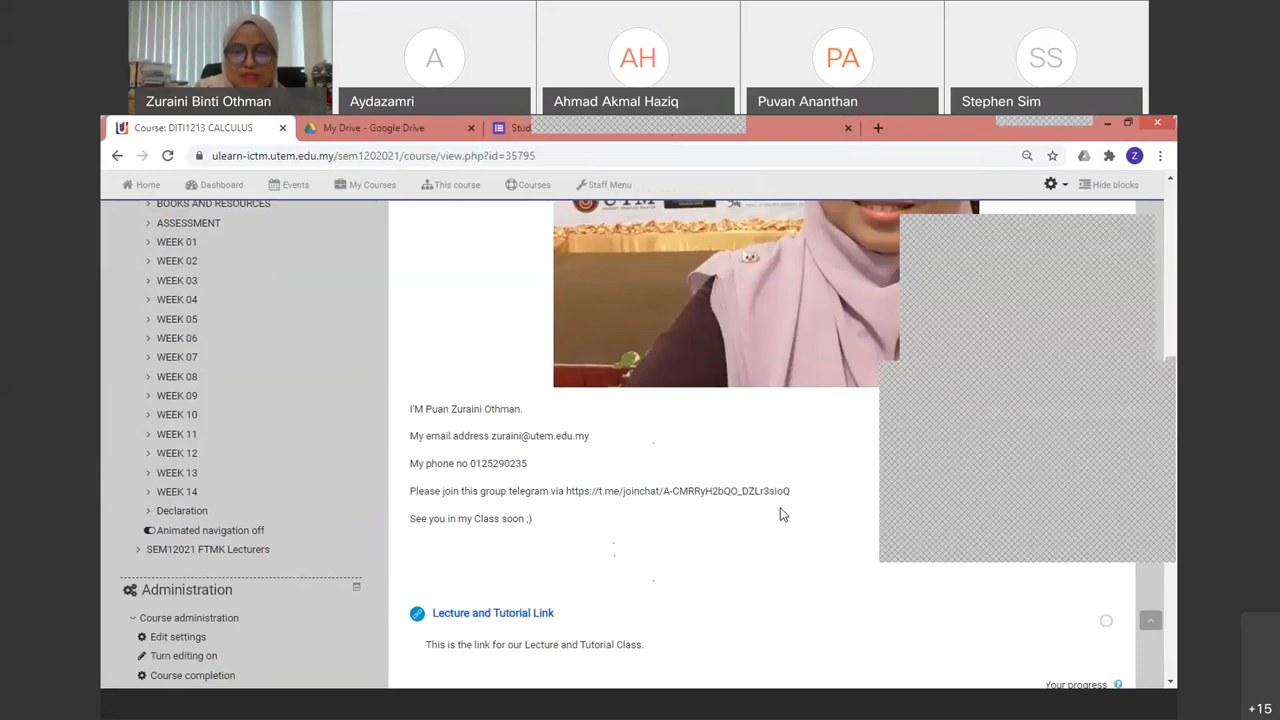 A
AH
PA
SS
Zuraini Binti Othman
Aydazamri
Ahmad Akmal Haziq
Puvan Ananthan
Stephen Sim
Course: DITI1213 CALCULUS
My Drive - Google Drive
Stud
ulearn-ictm.utem.edu.my/sem1202021/course/view.php?id=35795
Z
Home
Dashboard
Events
My Courses
This course
Courses
Staff Menu
Hide blocks
BOOKS AND RESOURCES
ASSESSMENT
WEEK 01
WEEK 02
WEEK 03
WEEK 04
WEEK 05
WEEK 06
WEEK 07
WEEK 08
WEEK 09
WEEK 10
WEEK 11
WEEK 12
WEEK 13
WEEK 14
Declaration
Animated navigation off
SEM12021 FTMK Lecturers
Administration
Course administration
Edit settings
Turn editing on
Course completion
I'M Puan Zuraini Othman.
My email address zuraini@utem.edu.my
My phone no 0125290235
Please join this group telegram via https://t.me/joinchat/A-CMRRyH2bQO_DZLr3sIoQ
See you in my Class soon ;)
Lecture and Tutorial Link
This is the link for our Lecture and Tutorial Class.
Your progress
+15